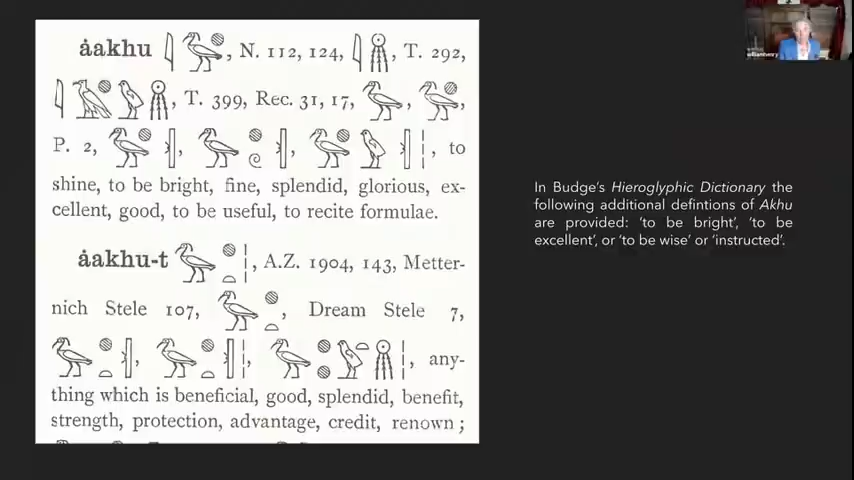 ȧakhu , N. 112, 124, , T. 292,
, T. 399, Rec. 31, 17, , ,
P. 2, , , , to
shine, to be bright, fine, splendid, glorious, ex-
cellent, good, to be useful, to recite formulae.
ȧakhu-t , A.Z. 1904, 143, Metter-
nich Stele 107, , Dream Stele 7,
, , , any-
thing which is beneficial, good, splendid, benefit,
strength, protection, advantage, credit, renown ;
In Budge's Hieroglyphic Dictionary the
following additional defintions of Akhu
are provided: 'to be bright', 'to be
excellent', or 'to be wise' or 'instructed'.
williamhenry